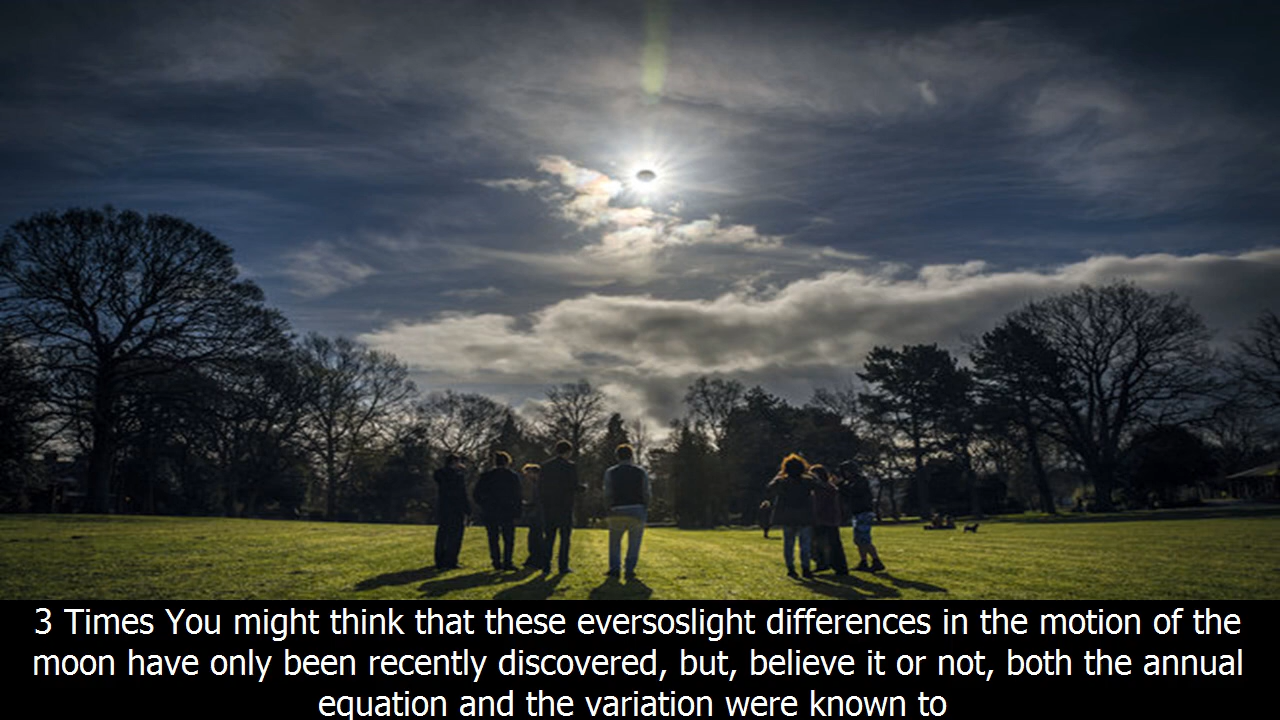 3 Times You might think that these eversoslight differences in the motion of the
moon have only been recently discovered, but, believe it or not, both the annual
equation and the variation were known to